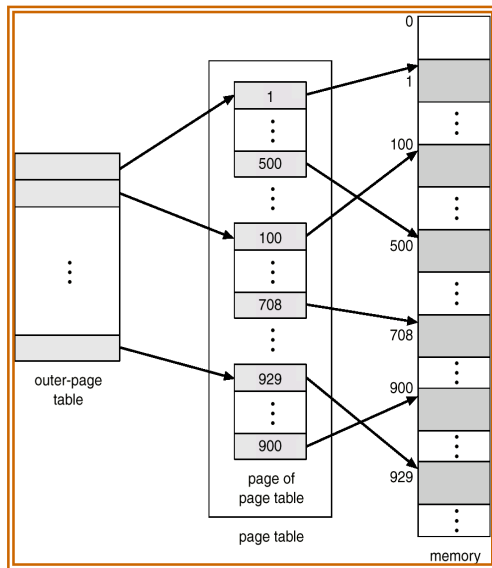 outer-page
table
1
500
100
708
929
900
page of
page table
page table
0
1
100
500
708
900
929
memory